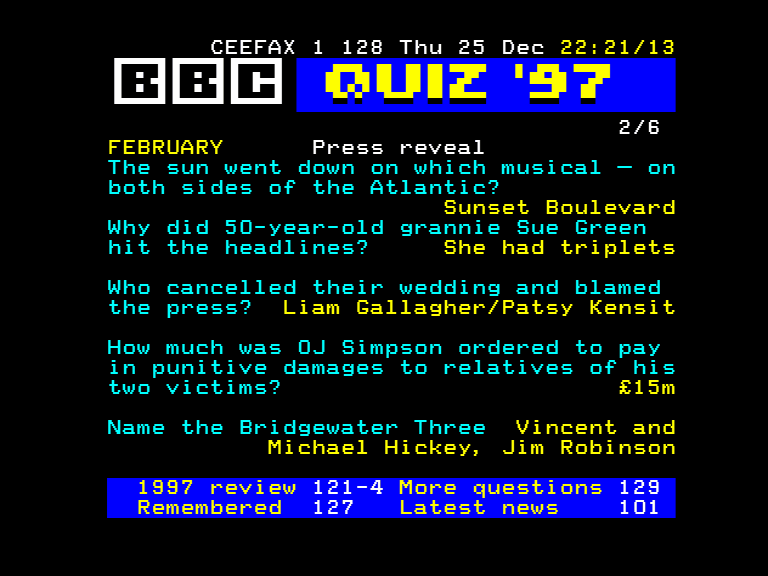 CEEFAX 1 128 Thu 25 Dec 22:21/13
BBC QUIZ '97
2/6
FEBRUARY Press reveal
The sun went down on which musical – on
both sides of the Atlantic?
Sunset Boulevard
Why did 50-year-old grannie Sue Green
hit the headlines? She had triplets
Who cancelled their wedding and blamed
the press? Liam Gallagher/Patsy Kensit
How much was OJ Simpson ordered to pay
in punitive damages to relatives of his
two victims? £15m
Name the Bridgewater Three Vincent and
Michael Hickey, Jim Robinson
1997 review 121-4 More questions 129
Remembered 127 Latest news 101